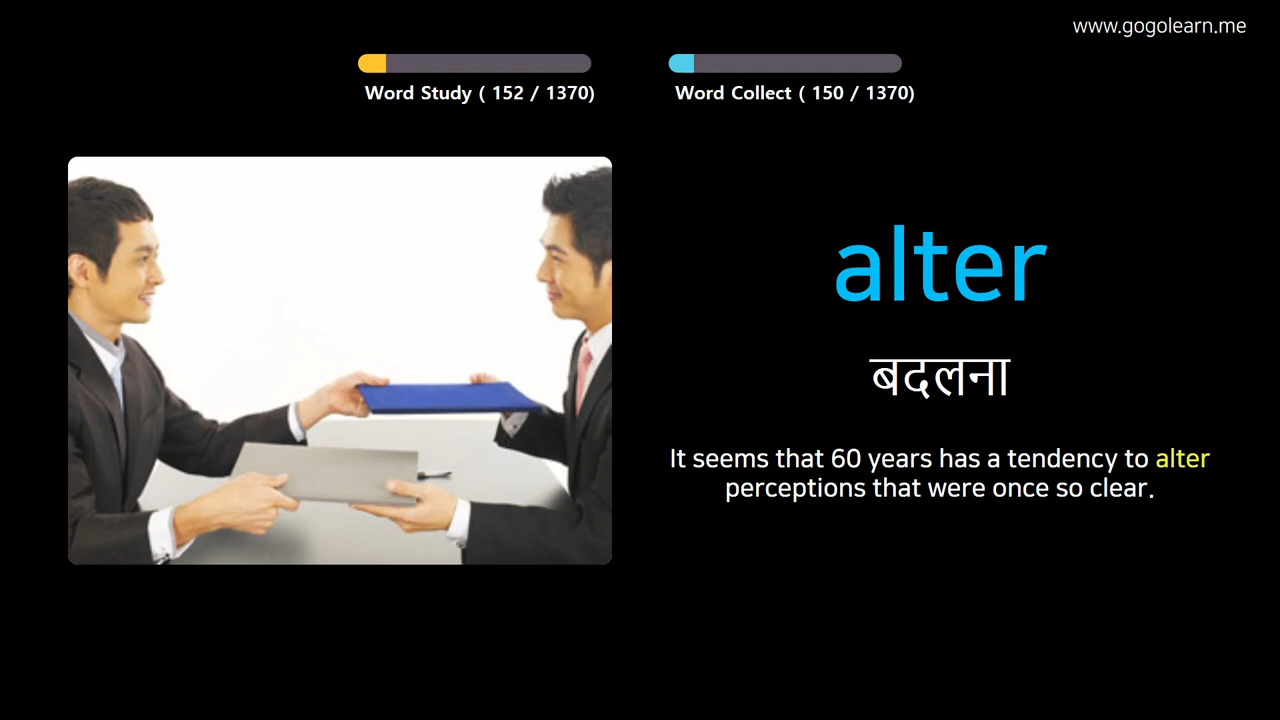 www.gogolearn.me
Word Study ( 152 / 1370)
Word Collect ( 150 / 1370)
alter
बदलना
It seems that 60 years has a tendency to alter
perceptions that were once so clear.